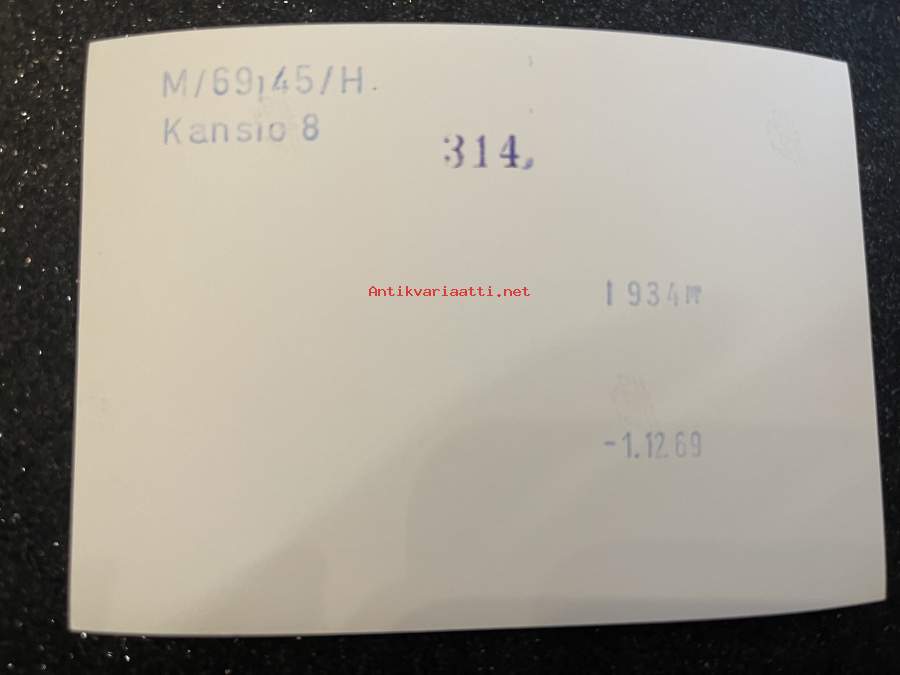 M/69,45/H.
Kansio 8
314,
Antikvariaatti.net
1934
-1.12.69